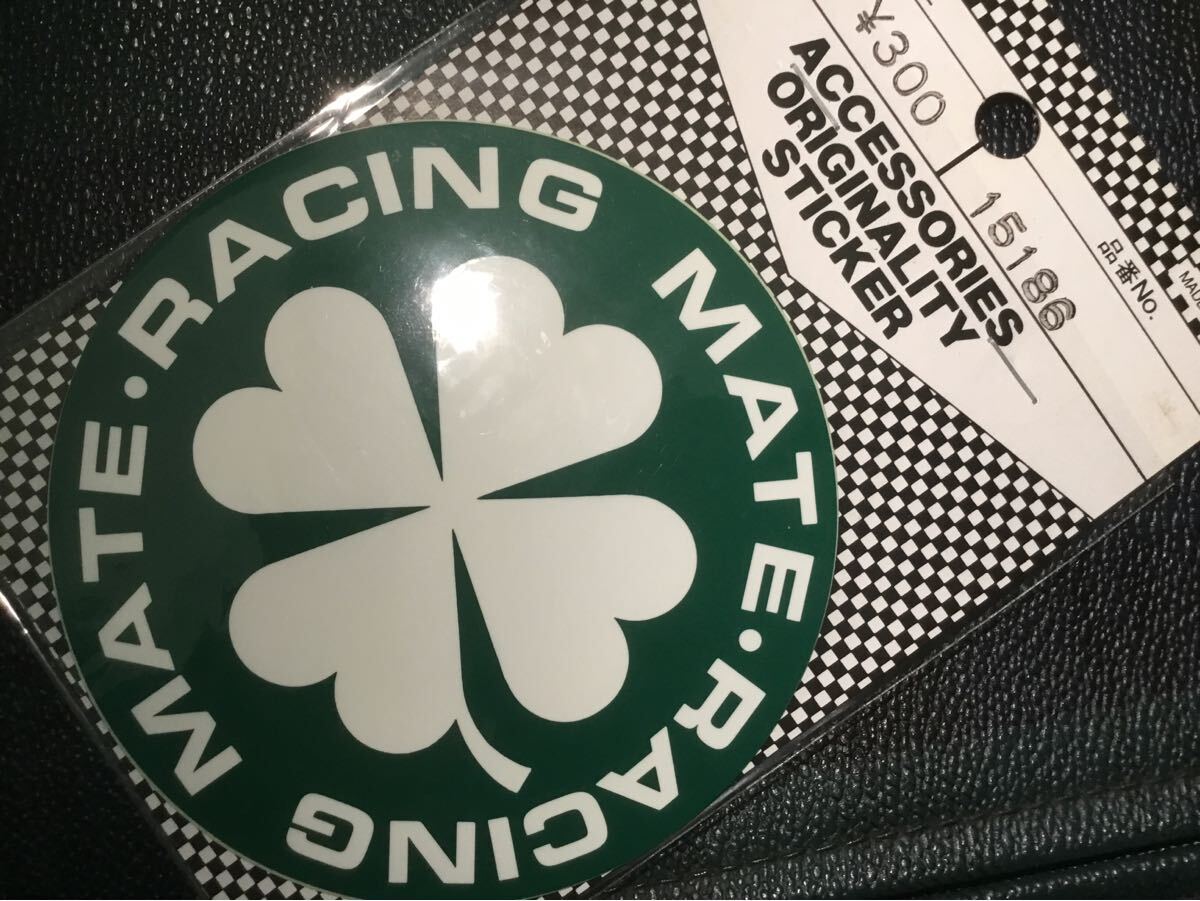 ¥300
15186
品番No.
ACCESSORIES
ORIGINALITY
STICKER
MATE•RACING
MATE•RACING